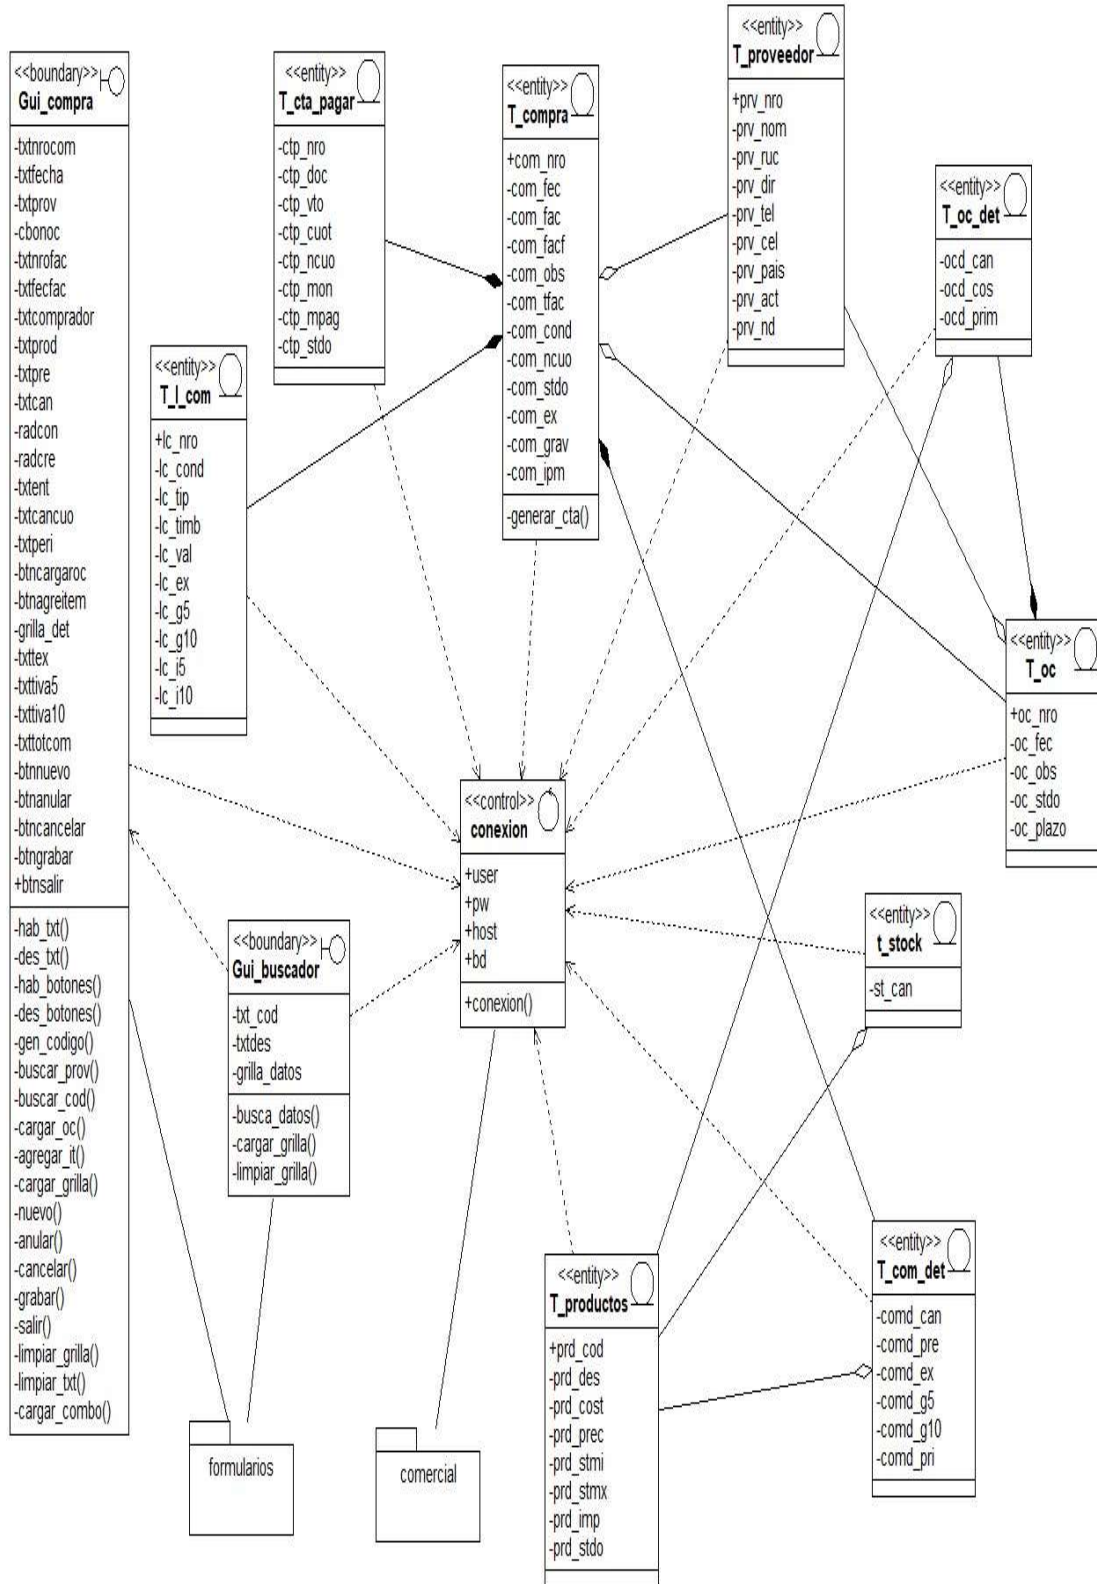 <<boundary>>
Gui_compra
-txtnrocom
-txtfecha
-txtprov
-cbonoc
-txtnrofac
-txtfecfac
-txtcomprador
-txtprod
-txtpre
-txtcan
-radcon
-radcre
-txtent
-txtcancuo
-txtperi
-btncargaroc
-btnagreitem
-grilla_det
-txttex
-txttiva5
-txttiva10
-txttotcom
-btnnuevo
-btnanular
-btncancelar
-btngrabar
+btnsalir
-hab_txt()
-des_txt()
-hab_botones()
-des_botones()
-gen_codigo()
-buscar_prov()
-buscar_cod()
-cargar_oc()
-agregar_it()
-cargar_grilla()
-nuevo()
-anular()
-cancelar()
-grabar()
-salir()
-limpiar_grilla()
-limpiar_txt()
-cargar_combo()
<<entity>>
T_cta_pagar
-ctp_nro
-ctp_doc
-ctp_vto
-ctp_cuot
-ctp_ncuo
-ctp_mon
-ctp_mpag
-ctp_stdo
<<entity>>
T_compra
+com_nro
-com_fec
-com_fac
-com_facf
-com_obs
-com_tfac
-com_cond
-com_ncuo
-com_stdo
-com_ex
-com_grav
-com_ipm
-generar_cta()
<<entity>>
T_proveedor
+prv_nro
-prv_nom
-prv_ruc
-prv_dir
-prv_tel
-prv_cel
-prv_pais
-prv_act
-prv_nd
<<entity>>
T_oc_det
-ocd_can
-ocd_cos
-ocd_prim
<<entity>>
T_l_com
+lc_nro
-lc_cond
-lc_tip
-lc_timb
-lc_val
-lc_ex
-lc_g5
-lc_g10
-lc_i5
-lc_i10
<<entity>>
T_oc
+oc_nro
-oc_fec
-oc_obs
-oc_stdo
-oc_plazo
<<control>>
conexion
+user
+pw
+host
+bd
+conexion()
<<boundary>>
Gui_buscador
-txt_cod
-txtdes
-grilla_datos
-busca_datos()
-cargar_grilla()
-limpiar_grilla()
<<entity>>
t_stock
-st_can
<<entity>>
T_productos
+prd_cod
-prd_des
-prd_cost
-prd_prec
-prd_stmi
-prd_stmx
-prd_imp
-prd_stdo
<<entity>>
T_com_det
-comd_can
-comd_pre
-comd_ex
-comd_g5
-comd_g10
-comd_pri
formularios
comercial